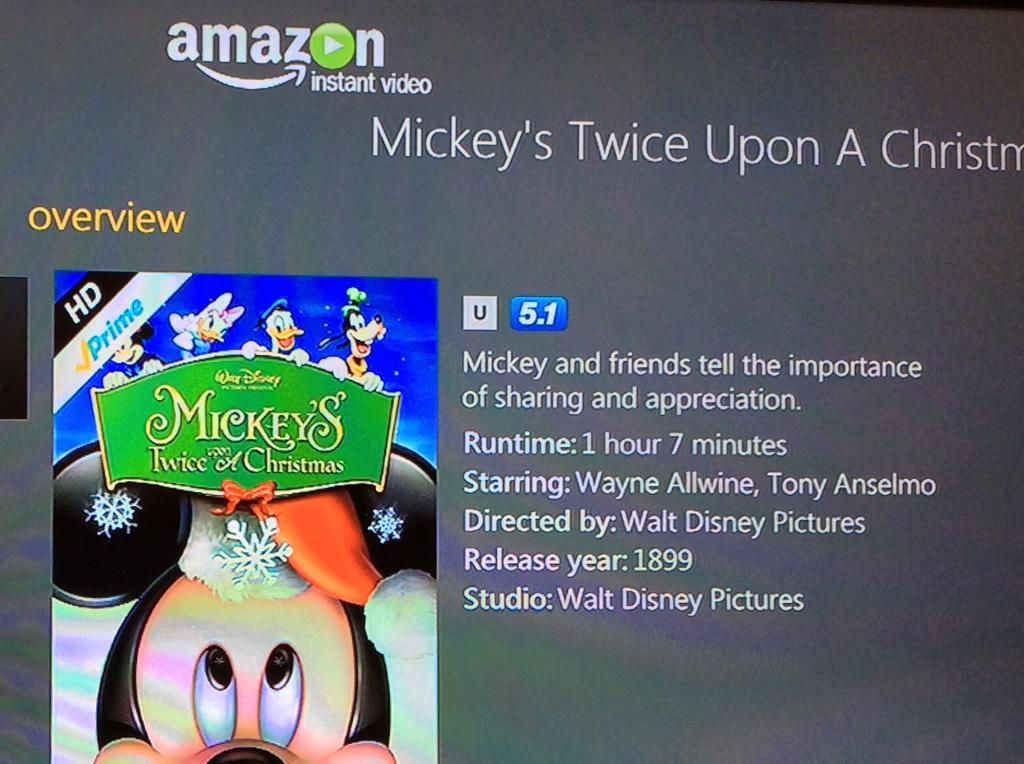 amazon
instant video
Mickey's Twice Upon A Christm
overview
HD
Prime
Walt Disney
PICTURES PRESENTS
MICKEY'S
Twice upon A Christmas
U
5.1
Mickey and friends tell the importance
of sharing and appreciation.
Runtime: 1 hour 7 minutes
Starring: Wayne Allwine, Tony Anselmo
Directed by: Walt Disney Pictures
Release year: 1899
Studio: Walt Disney Pictures